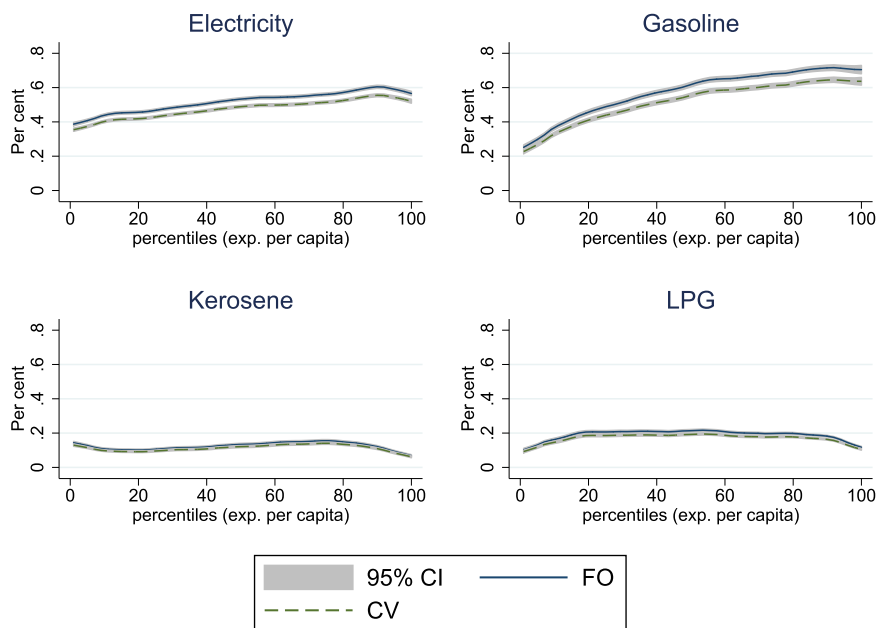 Electricity
Gasoline
Per cent
0 .2 .4 .6 .8
0 20 40 60 80 100
percentiles (exp. per capita)
Per cent
0 .2 .4 .6 .8
0 20 40 60 80 100
percentiles (exp. per capita)
Kerosene
LPG
Per cent
0 .2 .4 .6 .8
0 20 40 60 80 100
percentiles (exp. per capita)
Per cent
0 .2 .4 .6 .8
0 20 40 60 80 100
percentiles (exp. per capita)
95% CI FO
CV